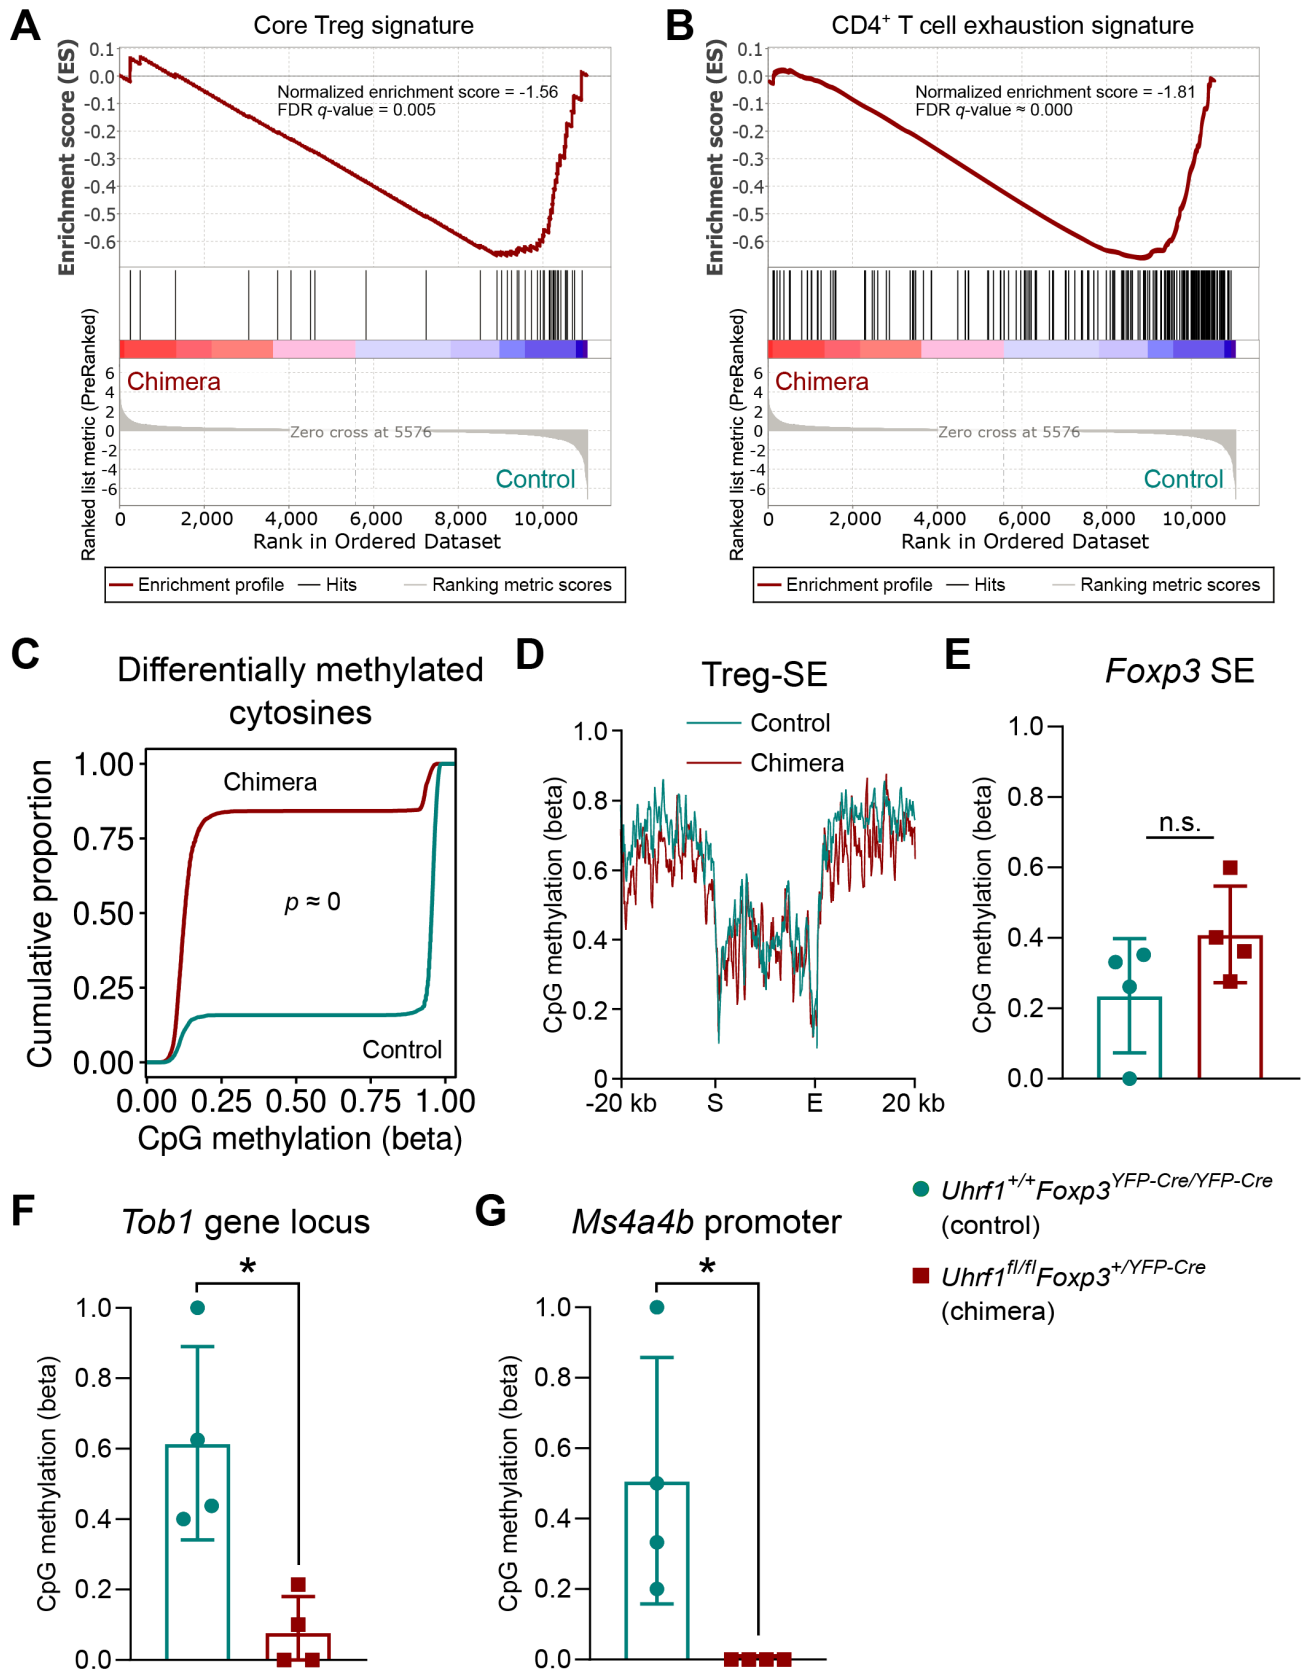 A
Core Treg signature
Enrichment score (ES)
0.1
0.0
-0.1
-0.2
-0.3
-0.4
-0.5
-0.6
Normalized enrichment score = -1.56
FDR q-value = 0.005
Ranked list metric (PreRanked)
6
4
2
0
-2
-4
-6
Chimera
Zero cross at 5576
Control
0 2,000 4,000 6,000 8,000 10,000
Rank in Ordered Dataset
Enrichment profile Hits Ranking metric scores
B
CD4+ T cell exhaustion signature
Enrichment score (ES)
0.1
0.0
-0.1
-0.2
-0.3
-0.4
-0.5
-0.6
Normalized enrichment score = -1.81
FDR q-value ≈ 0.000
Ranked list metric (PreRanked)
6
4
2
0
-2
-4
-6
Chimera
Zero cross at 5576
Control
0 2,000 4,000 6,000 8,000 10,000
Rank in Ordered Dataset
Enrichment profile Hits Ranking metric scores
C
Differentially methylated
cytosines
Cumulative proportion
1.00
0.75
0.50
0.25
0.00
Chimera
p ≈ 0
Control
0.00 0.25 0.50 0.75 1.00
CpG methylation (beta)
D
Treg-SE
Control
Chimera
CpG methylation (beta)
1.0
0.8
0.6
0.4
0.2
0
-20 kb S E 20 kb
E
Foxp3 SE
CpG methylation (beta)
1.0
0.8
0.6
0.4
0.2
0.0
n.s.
F
Tob1 gene locus
*
CpG methylation (beta)
1.0
0.8
0.6
0.4
0.2
0.0
G
Ms4a4b promoter
*
CpG methylation (beta)
1.0
0.8
0.6
0.4
0.2
0.0
Uhrf1+/+Foxp3YFP-Cre/YFP-Cre
(control)
Uhrf1fl/flFoxp3+/YFP-Cre
(chimera)